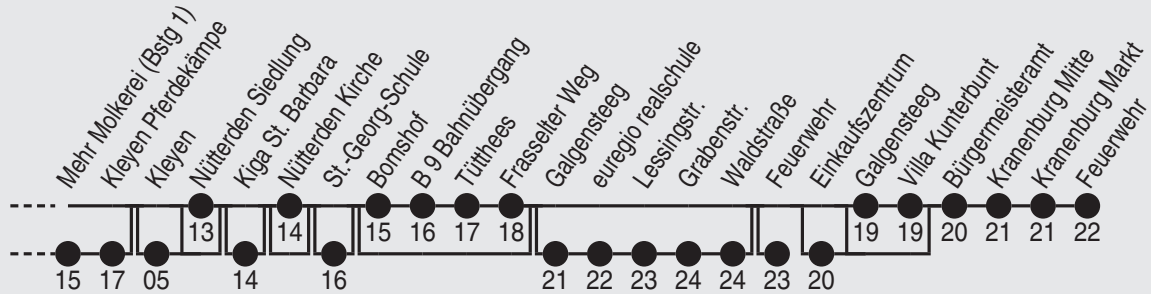 Mehr Molkerei (Bstg 1)
Kleyen Pferdekämpe
Kleyen
Nütterden Siedlung
Kiga St. Barbara
Nütterden Kirche
St.-Georg-Schule
Bornshof
B 9 Bahnübergang
Tütthees
Frasselter Weg
Galgensteeg
euregio realschule
Lessingstr.
Grabenstr.
Waldstraße
Feuerwehr
Einkaufszentrum
Galgensteeg
Villa Kunterbunt
Bürgermeisteramt
Kranenburg Mitte
Kranenburg Markt
Feuerwehr
13 14 15 16 17 18 19 19 20 21 21 22
15 17 05 14 16 21 22 23 24 24 23 20